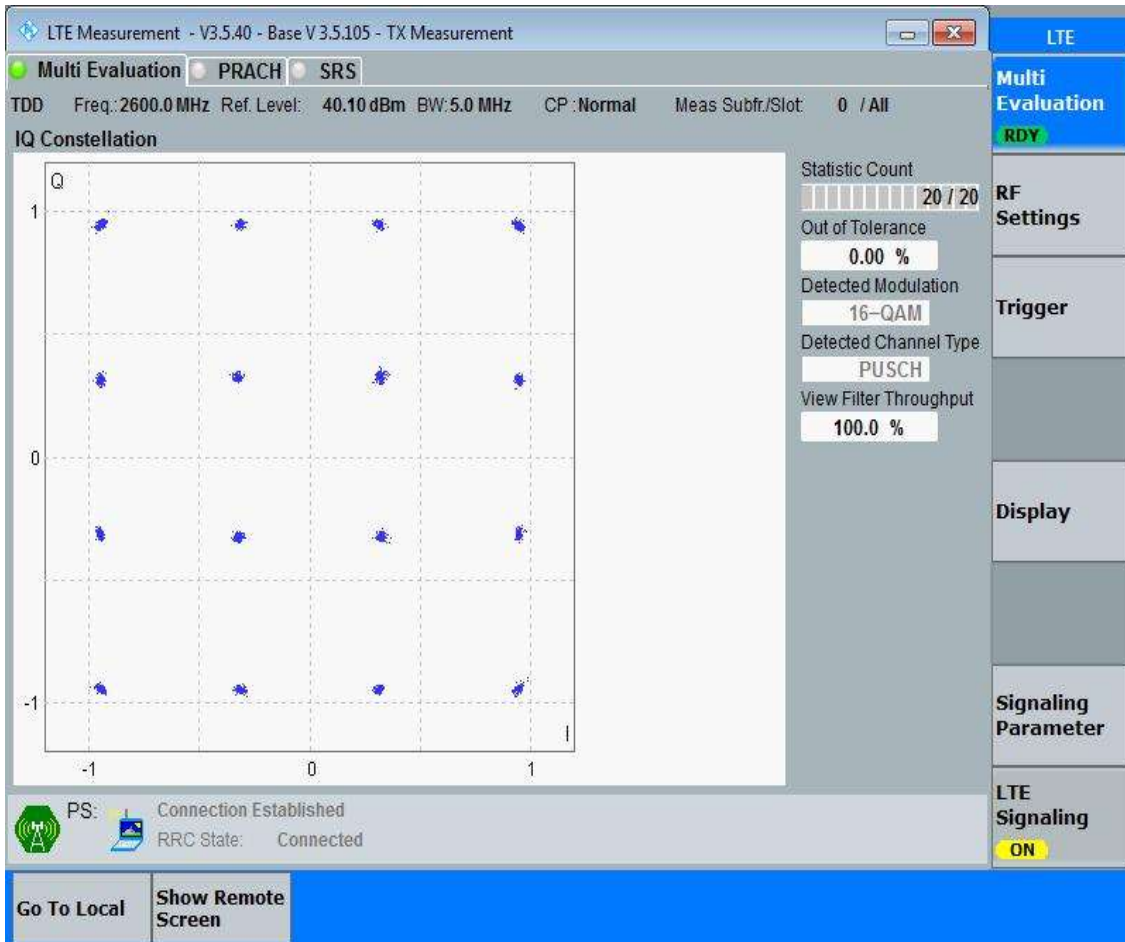 LTE Measurement - V3.5.40 - Base V 3.5.105 - TX Measurement
LTE
Multi Evaluation PRACH SRS
Multi
Evaluation
RDY
TDD Freq.: 2600.0 MHz Ref. Level: 40.10 dBm BW: 5.0 MHz CP : Normal Meas Subfr./Slot: 0 / All
IQ Constellation
Q
1
0
-1
I
-1 0 1
Statistic Count
20 / 20
Out of Tolerance
0.00 %
Detected Modulation
16-QAM
Detected Channel Type
PUSCH
View Filter Throughput
100.0 %
RF
Settings
Trigger
Display
Signaling
Parameter
LTE
Signaling
ON
PS: Connection Established
RRC State: Connected
Go To Local
Show Remote
Screen